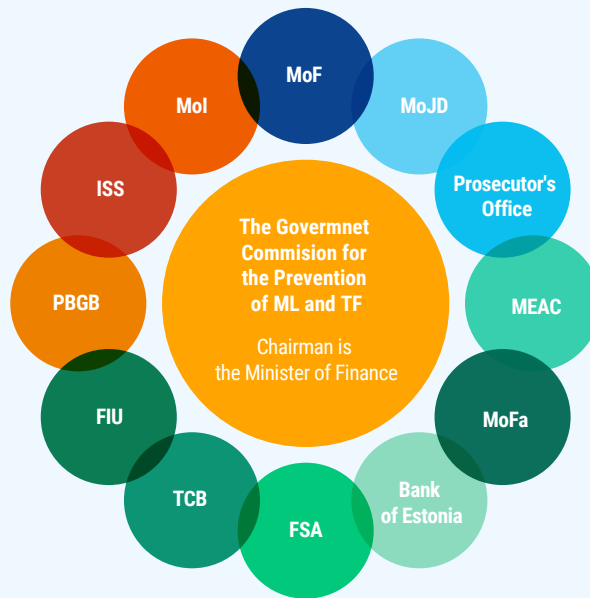 MoF
MoI
MoJD
ISS
Prosecutor's
Office
The Govermnet
Commision for
the Prevention
of ML and TF
Chairman is
the Minister of Finance
PBGB
MEAC
FIU
MoFa
TCB
Bank
of Estonia
FSA